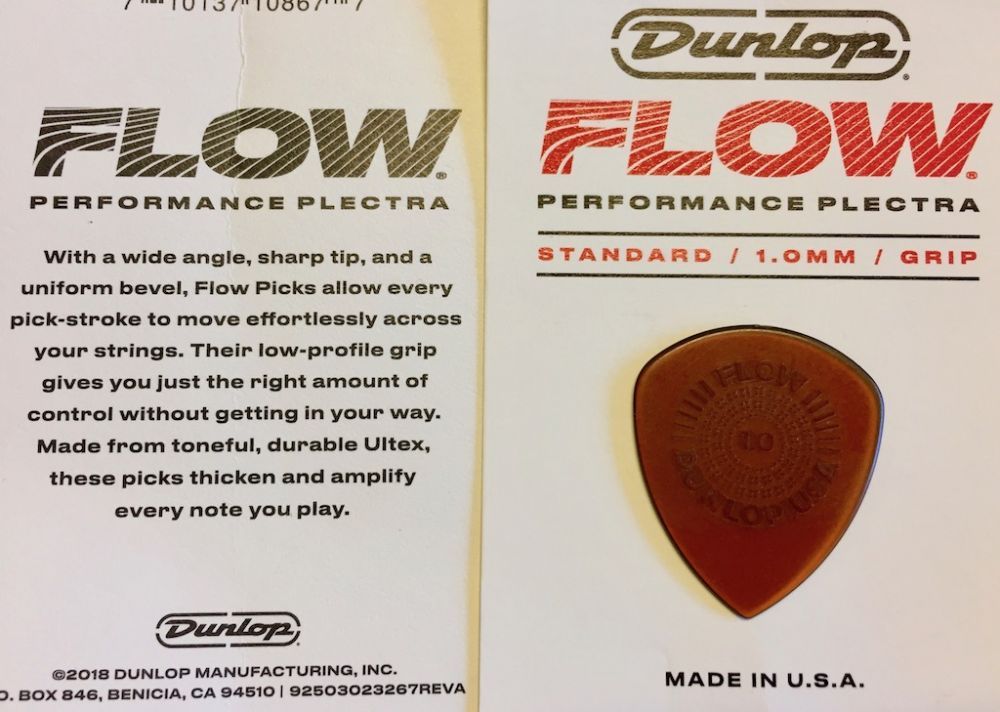 10137 10867 7
FLOW®
PERFORMANCE PLECTRA
With a wide angle, sharp tip, and a
uniform bevel, Flow Picks allow every
pick-stroke to move effortlessly across
your strings. Their low-profile grip
gives you just the right amount of
control without getting in your way.
Made from toneful, durable Ultex,
these picks thicken and amplify
every note you play.
Dunlop®
©2018 DUNLOP MANUFACTURING, INC.
O. BOX 846, BENICIA, CA 94510 | 92503023267REVA
Dunlop®
FLOW®
PERFORMANCE PLECTRA
STANDARD / 1.0MM / GRIP
FLOW
1.0
DUNLOP USA
MADE IN U.S.A.